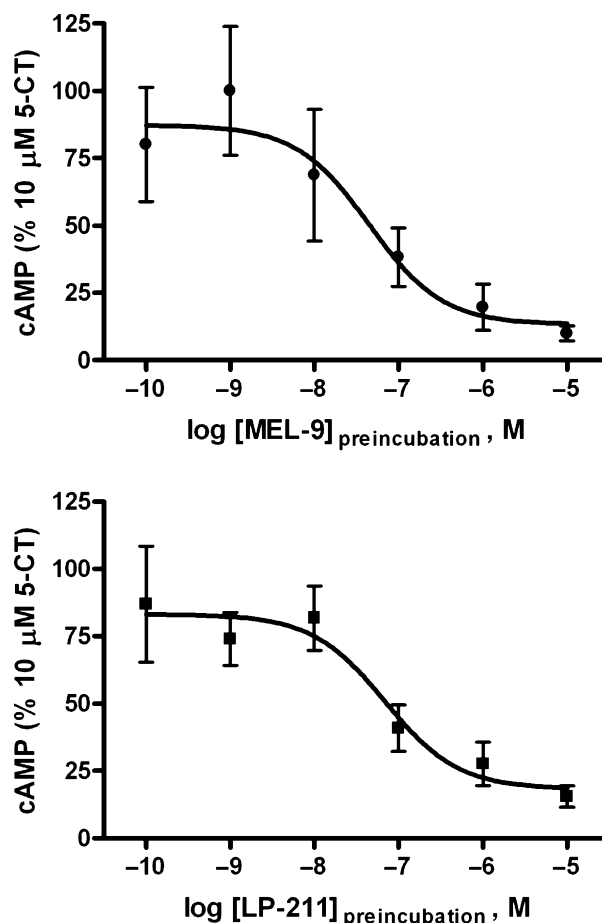 125
100
75
50
25
0
cAMP (% 10 μM 5-CT)
–10 –9 –8 –7 –6 –5
log [MEL-9] preincubation , M
125
100
75
50
25
0
cAMP (% 10 μM 5-CT)
–10 –9 –8 –7 –6 –5
log [LP-211] preincubation , M